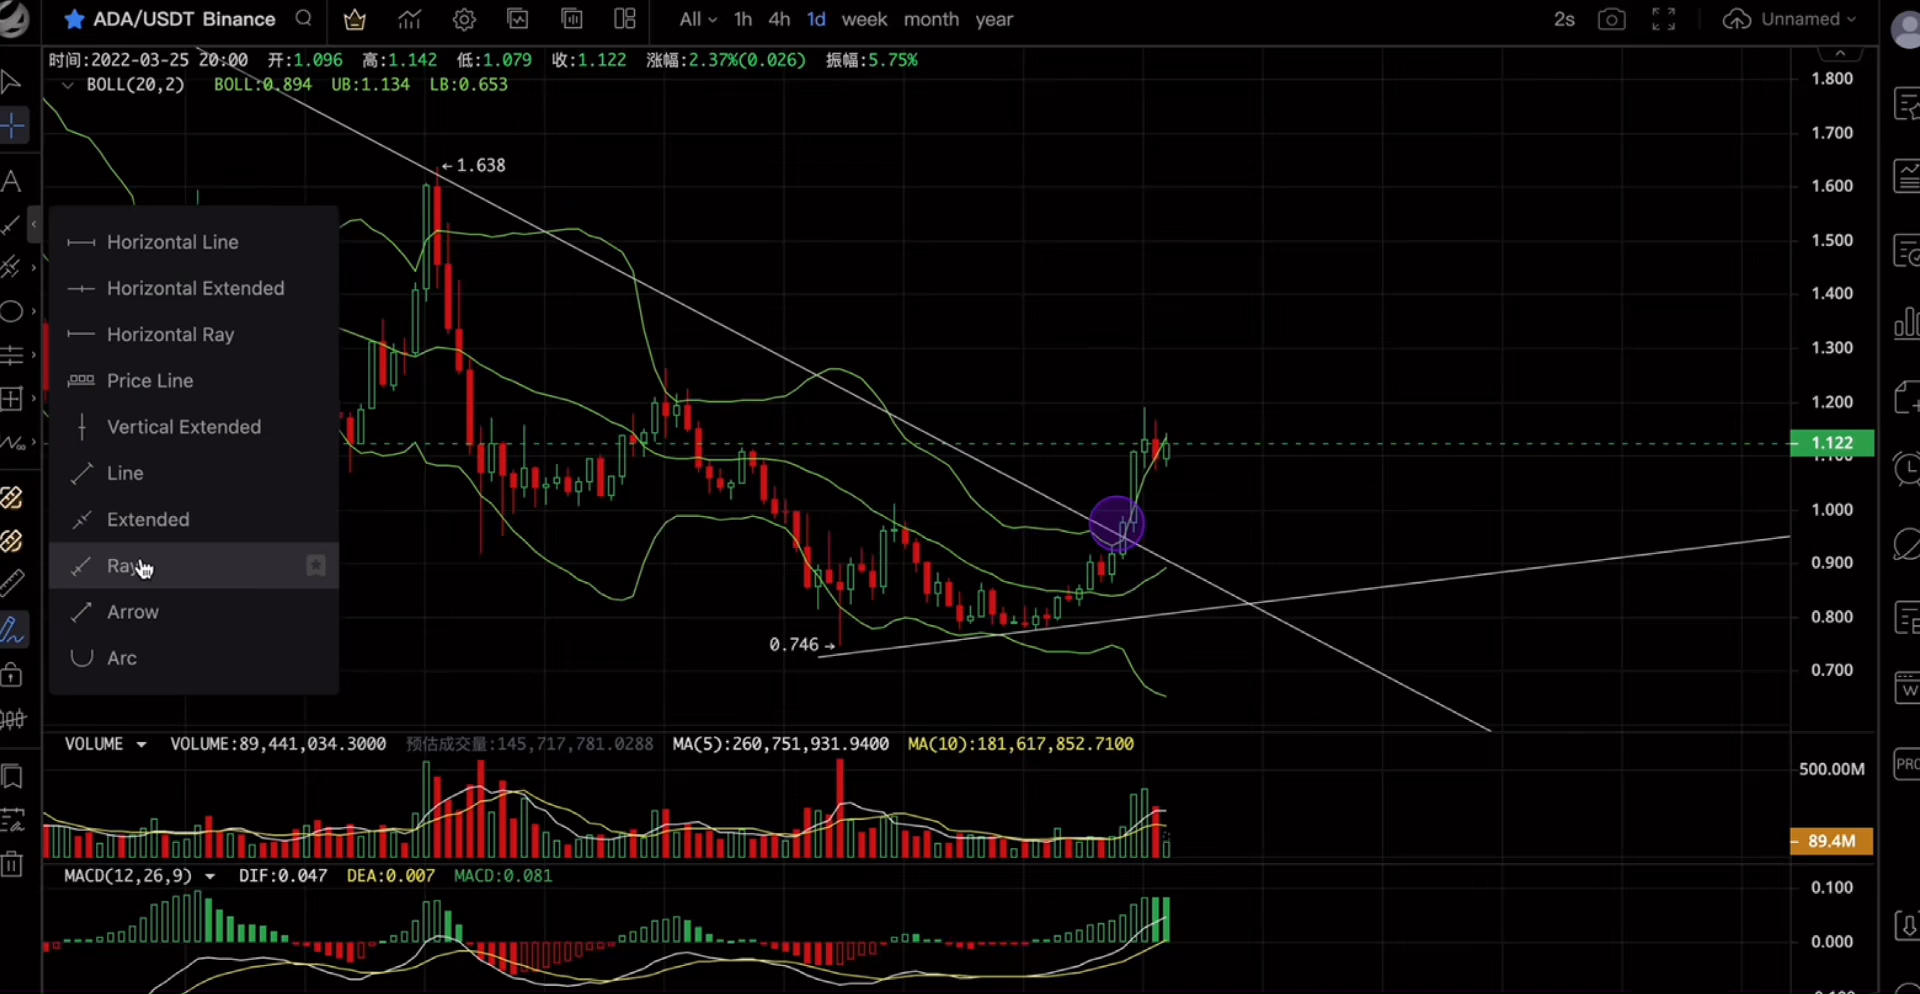 ADA/USDT Binance
All 1h 4h 1d week month year
2s
Unnamed
时间:2022-03-25 20:00 开:1.096 高:1.142 低:1.079 收:1.122 涨幅:2.37%(0.026) 振幅:5.75%
BOLL(20,2) BOLL:0.894 UB:1.134 LB:0.653
1.800
1.700
←1.638
1.600
A
Horizontal Line
1.500
Horizontal Extended
1.400
Horizontal Ray
1.300
Price Line
1.200
Vertical Extended
1.122
1.100
Line
1.000
Extended
0.900
Ray
Arrow
0.800
0.746→
Arc
0.700
W
VOLUME VOLUME:89,441,034.3000 预估成交量:145,717,781.0288 MA(5):260,751,931.9400 MA(10):181,617,852.7100
PRO
500.00M
89.4M
MACD(12,26,9) DIF:0.047 DEA:0.007 MACD:0.081
0.100
0.000